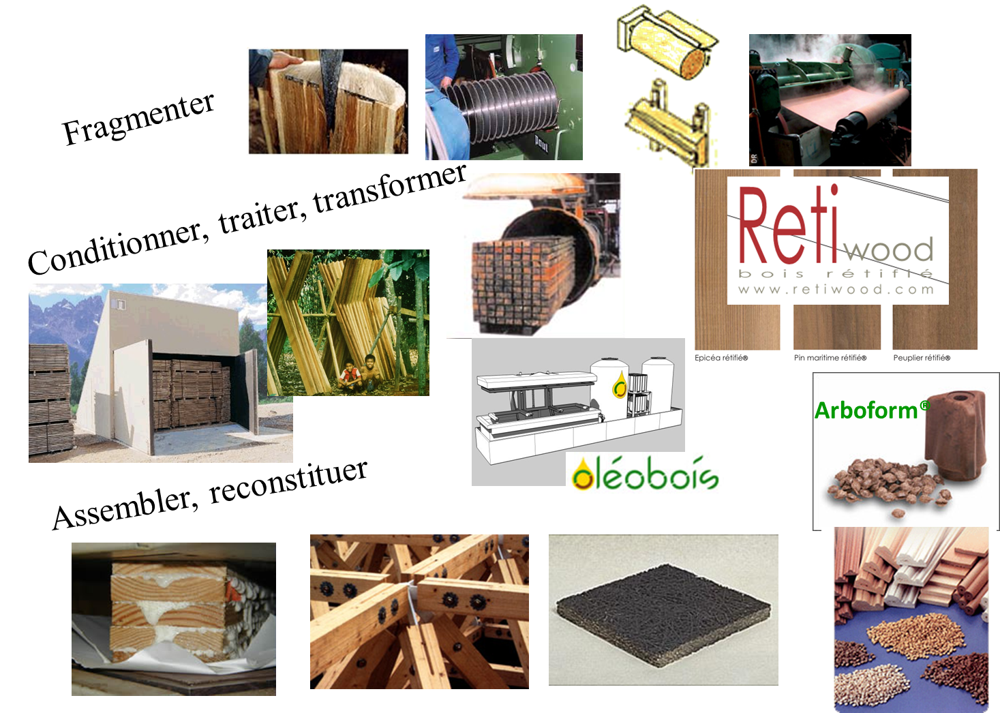 Fragmenter
paul
DR
Conditionner, traiter, transformer
Reti
wood
bois rétifié
www.retiwood.com
Epicéa rétifié®
Pin maritime rétifié®
Peuplier rétifié®
Arboform®
oléobois
Assembler, reconstituer